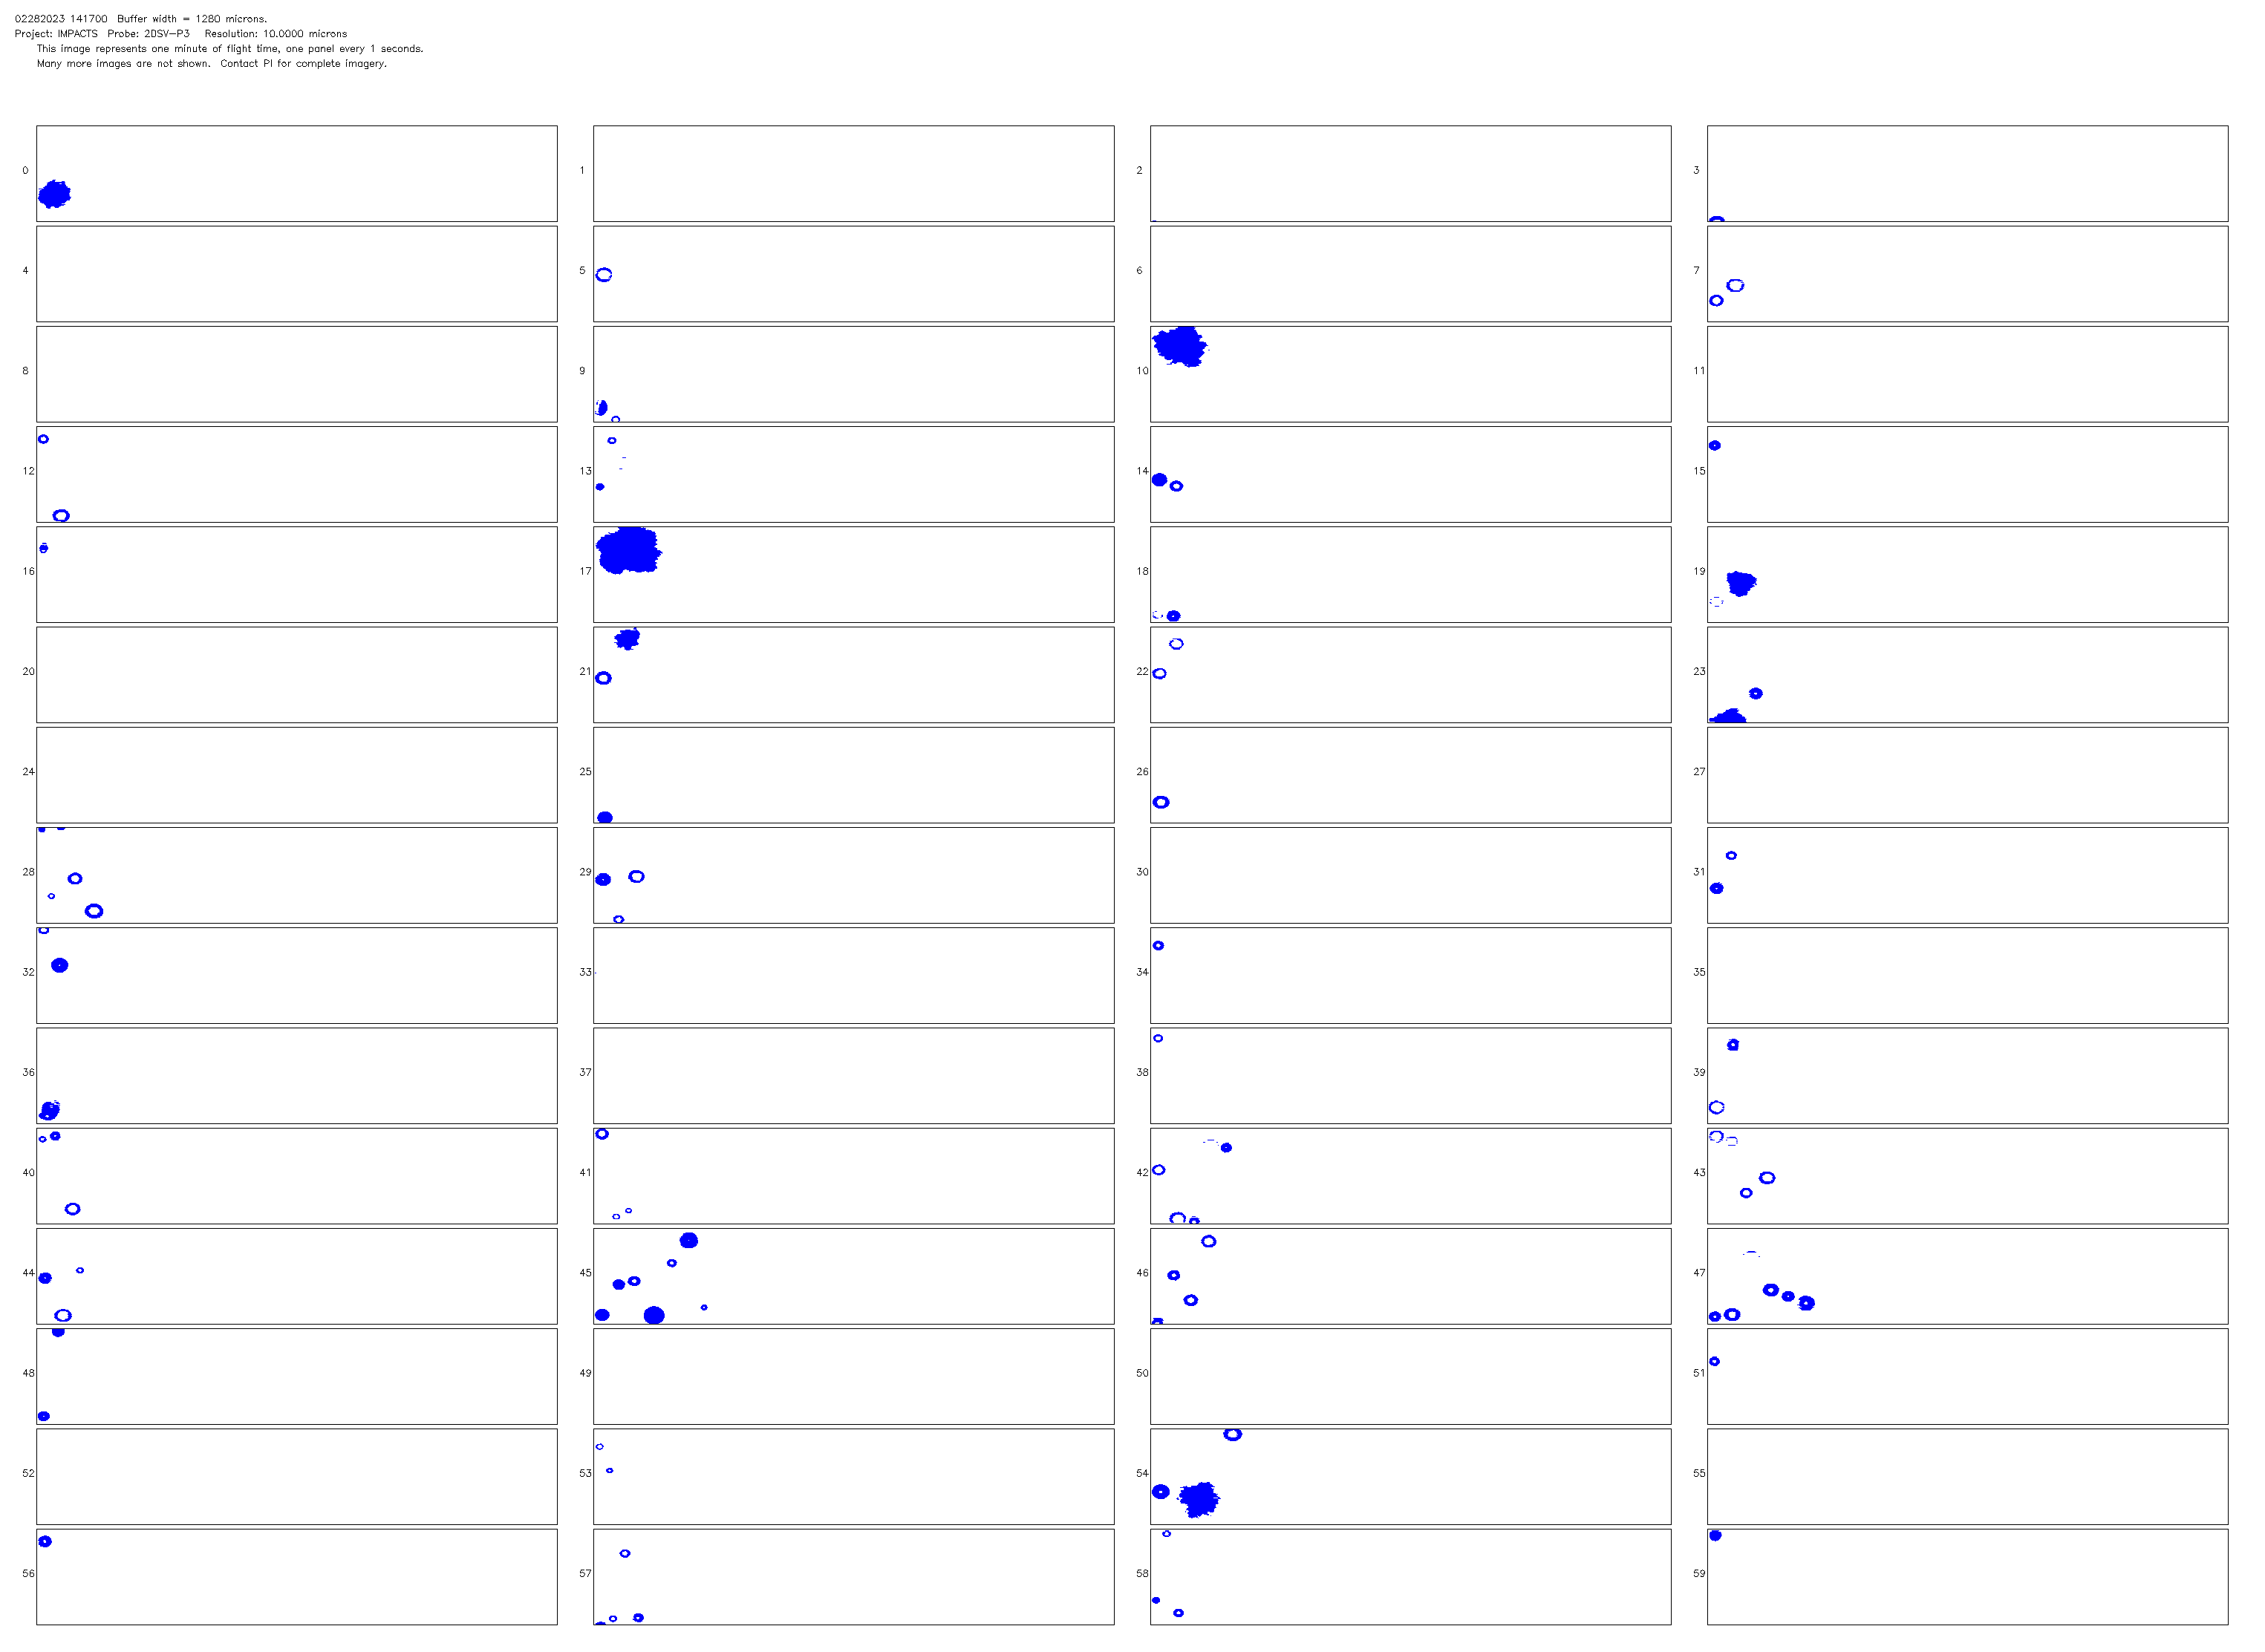 02282023 141700  Buffer width = 1280 microns.
Project: IMPACTS  Probe: 2DSV-P3  Resolution: 10.0000 microns
This image represents one minute of flight time, one panel every 1 seconds.
Many more images are not shown.  Contact PI for complete imagery.
0 1 2 3
4 5 6 7
8 9 10 11
12 13 14 15
16 17 18 19
20 21 22 23
24 25 26 27
28 29 30 31
32 33 34 35
36 37 38 39
40 41 42 43
44 45 46 47
48 49 50 51
52 53 54 55
56 57 58 59